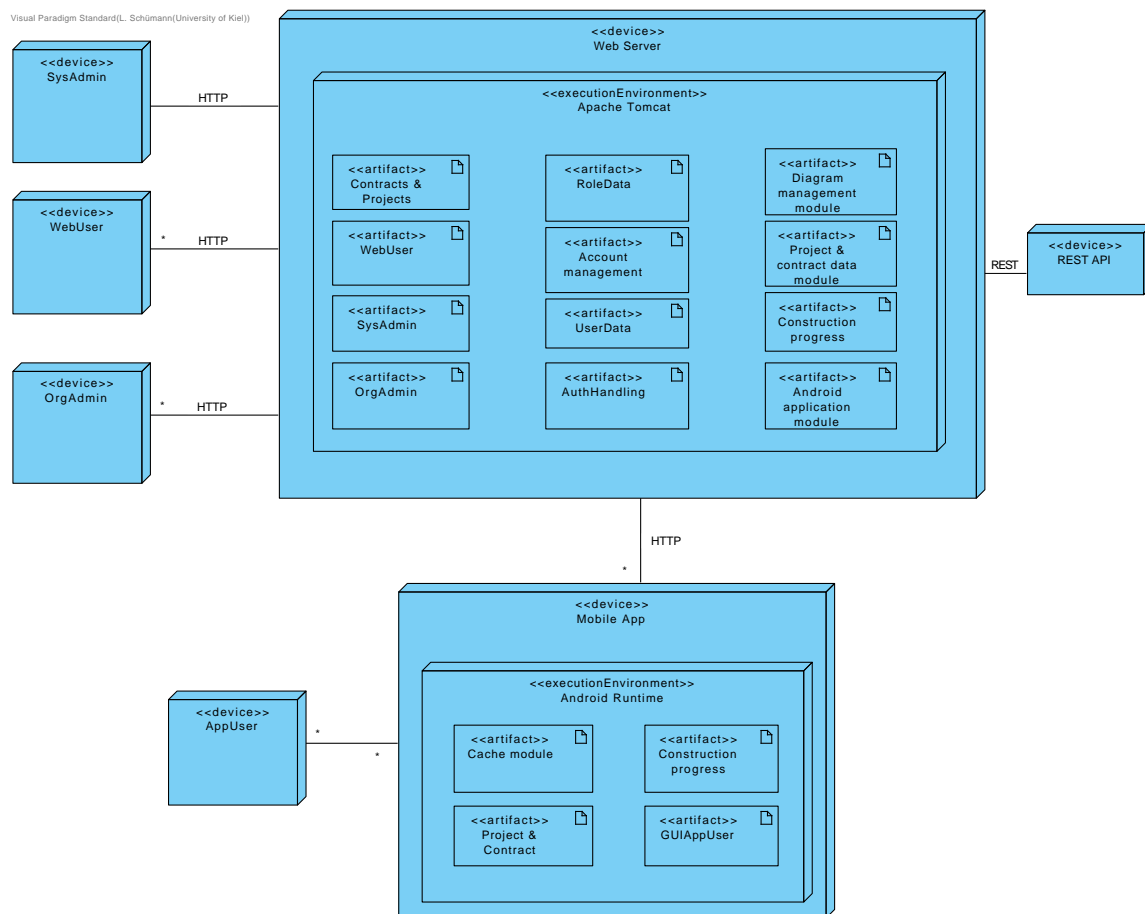 Visual Paradigm Standard(L. Schümann(University of Kiel))
<<device>>
SysAdmin
HTTP
<<device>>
WebUser
*
HTTP
<<device>>
OrgAdmin
*
HTTP
<<device>>
Web Server
<<executionEnvironment>>
Apache Tomcat
<<artifact>>
Contracts &
Projects
<<artifact>>
WebUser
<<artifact>>
SysAdmin
<<artifact>>
OrgAdmin
<<artifact>>
RoleData
<<artifact>>
Account
management
<<artifact>>
UserData
<<artifact>>
AuthHandling
<<artifact>>
Diagram
management
module
<<artifact>>
Project &
contract data
module
<<artifact>>
Construction
progress
<<artifact>>
Android
application
module
REST
<<device>>
REST API
HTTP
*
<<device>>
Mobile App
<<executionEnvironment>>
Android Runtime
<<artifact>>
Cache module
<<artifact>>
Construction
progress
<<artifact>>
Project &
Contract
<<artifact>>
GUIAppUser
<<device>>
AppUser
*
*